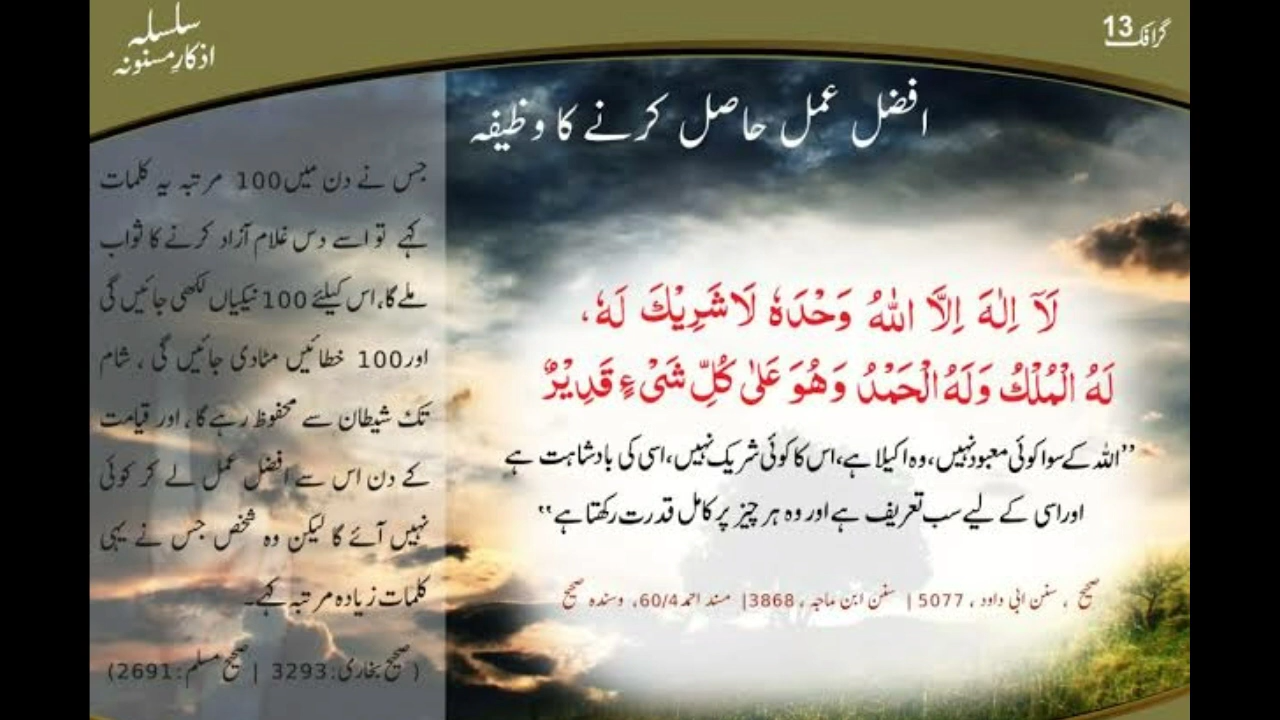 گرافک 13
سلسلہ
اذکارِ مسنونہ
افضل عمل حاصل کرنے کا وظیفہ
لَآ اِلٰهَ اِلَّا اللّٰهُ وَحْدَهٗ لَا شَرِيْكَ لَهٗ،
لَهُ الْمُلْكُ وَلَهُ الْحَمْدُ وَهُوَ عَلٰى كُلِّ شَیْءٍ قَدِيْرٌ
”اللہ کے سوا کوئی معبود نہیں، وہ اکیلا ہے، اس کا کوئی شریک نہیں، اسی کی بادشاہت ہے
اور اسی کے لیے سب تعریف ہے اور وہ ہر چیز پر کامل قدرت رکھتا ہے“
صحیح ، سنن ابی داود ، 5077 | سنن ابن ماجہ ، 3868| مسند احمد 60/4، وسندہ صحیح
جس نے دن میں 100 مرتبہ یہ کلمات
کہے تو اسے دس غلام آزاد کرنے کا ثواب
ملے گا، اس کیلئے 100 نیکیاں لکھی جائیں گی
اور 100 خطائیں مٹادی جائیں گی ، شام
تک شیطان سے محفوظ رہے گا ، اور قیامت
کے دن اس سے افضل عمل لے کر کوئی
نہیں آئے گا لیکن وہ شخص جس نے یہی
کلمات زیادہ مرتبہ کہے۔
(صحیح بخاری:3293 | صحیح مسلم:2691)